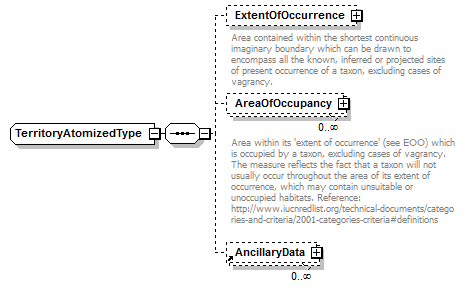 ExtentOfOccurrence
Area contained within the shortest continuous
imaginary boundary which can be drawn to
encompass all the known, inferred or projected sites
of present occurrence of a taxon, excluding cases of
vagrancy.
TerritoryAtomizedType
AreaOfOccupancy
0..∞
Area within its 'extent of occurrence' (see EOO) which
is occupied by a taxon, excluding cases of vagrancy.
The measure reflects the fact that a taxon will not
usually occur throughout the area of its extent of
occurrence, which may contain unsuitable or
unoccupied habitats. Reference:
http://www.iucnredlist.org/technical-documents/catego
ries-and-criteria/2001-categories-criteria#definitions
AncillaryData
0..∞